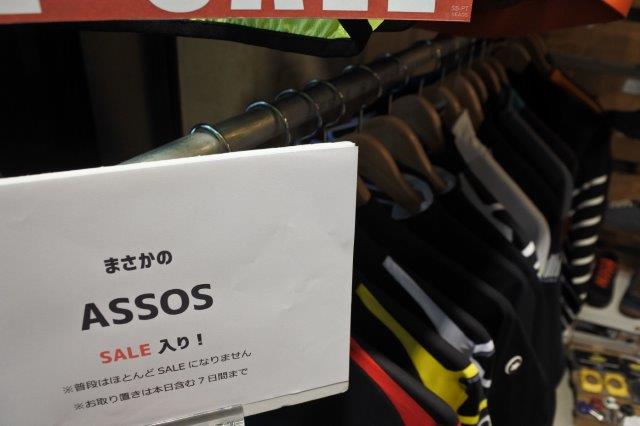 SALE
まさかの
ASSOS
SALE 入り！
※普段はほとんど SALE になりません
※お取り置きは本日含む 7 日間まで